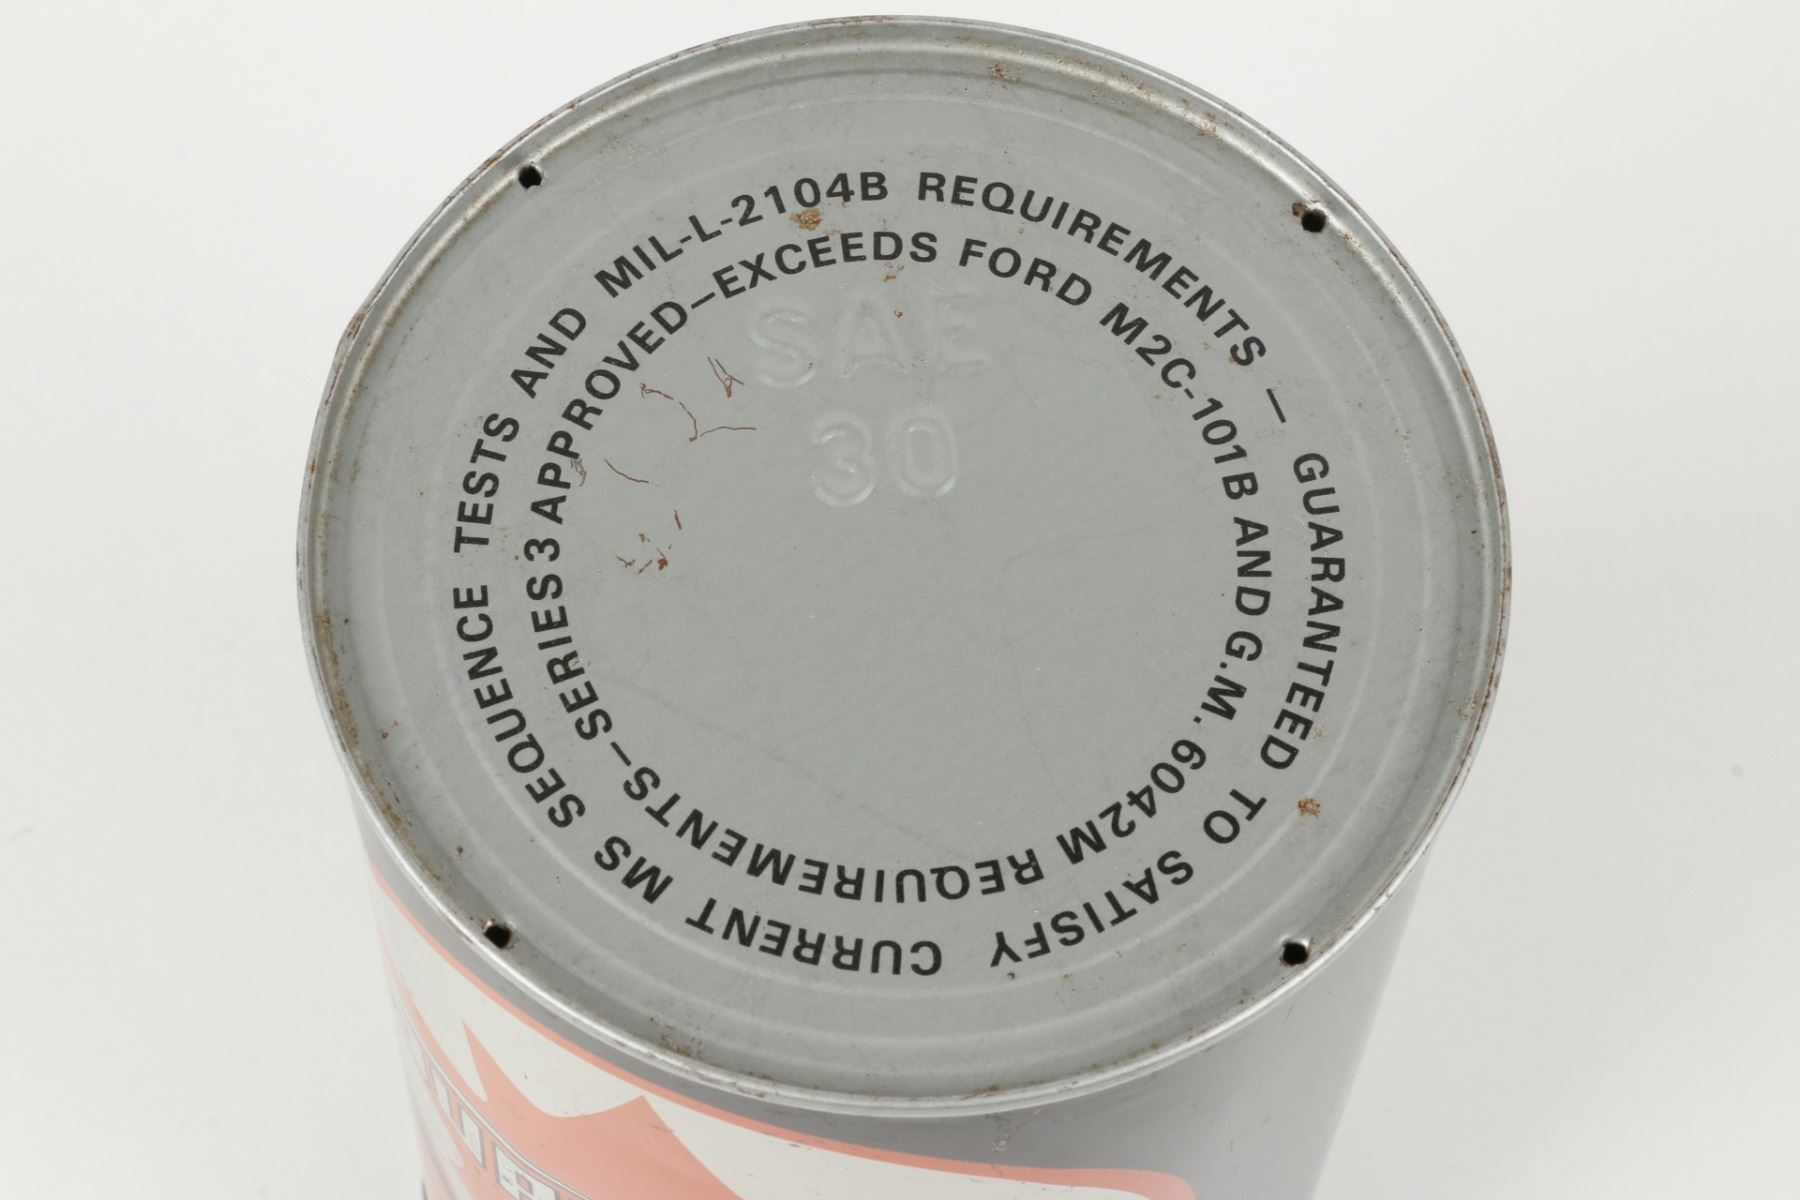 GUARANTEED TO SATISFY CURRENT MS SEQUENCE TESTS AND MIL-L-2104B REQUIREMENTS –
EXCEEDS FORD M2C-101B AND G.M. 6042M REQUIREMENTS–SERIES 3 APPROVED–
SAE
30